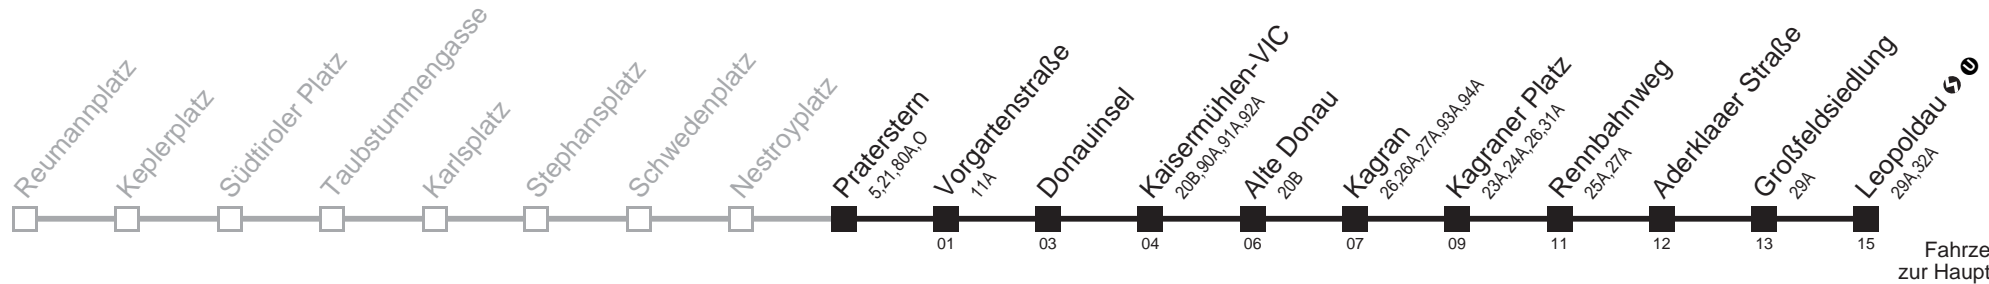 Reumannplatz
Keplerplatz
Südtiroler Platz
Taubstummengasse
Karlsplatz
Stephansplatz
Schwedenplatz
Nestroyplatz
Praterstern
5,21,80A,O
Vorgartenstraße
11A
01
Donauinsel
03
Kaisermühlen-VIC
20B,90A,91A,92A
04
Alte Donau
20B
06
Kagran
26,26A,27A,93A,94A
07
Kagraner Platz
23A,24A,26,31A
09
Rennbahnweg
25A,27A
11
Aderklaaer Straße
12
Großfeldsiedlung
29A
13
Leopoldau S U
29A,32A
15
Fahrze
zur Haupt